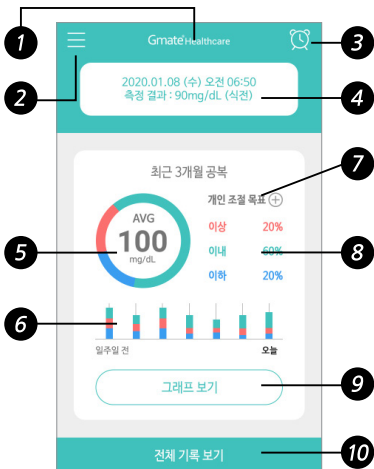 1
2
3
Gmate Healthcare
2020.01.08 (수) 오전 06:50
측정 결과 : 90mg/dL (식전)
4
최근 3개월 공복
7
개인 조절 목표
AVG
100
mg/dL
5
이상 20%
이내 60%
8
이하 20%
6
일주일 전 오늘
그래프 보기
9
전체 기록 보기
10